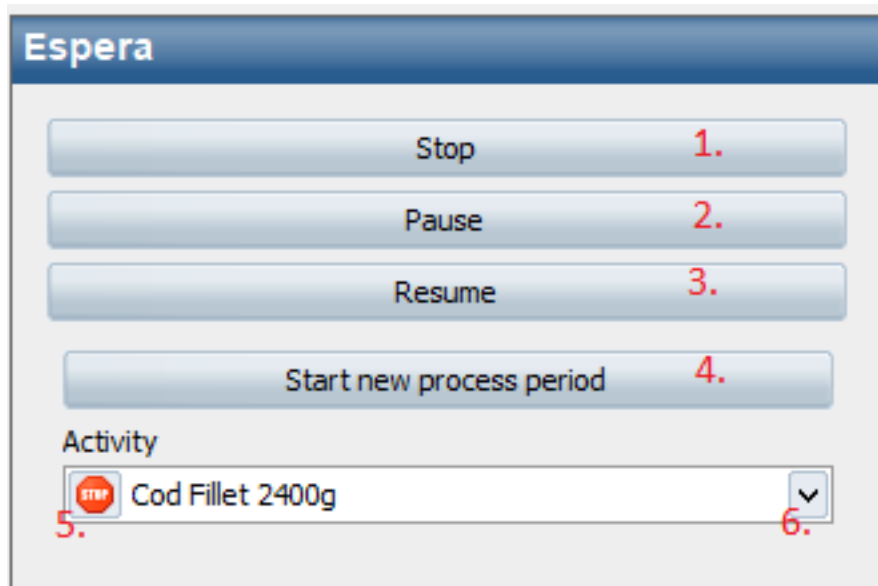 Espera
Stop 1.
Pause 2.
Resume 3.
Start new process period 4.
Activity
STOP Cod Fillet 2400g
5. 6.